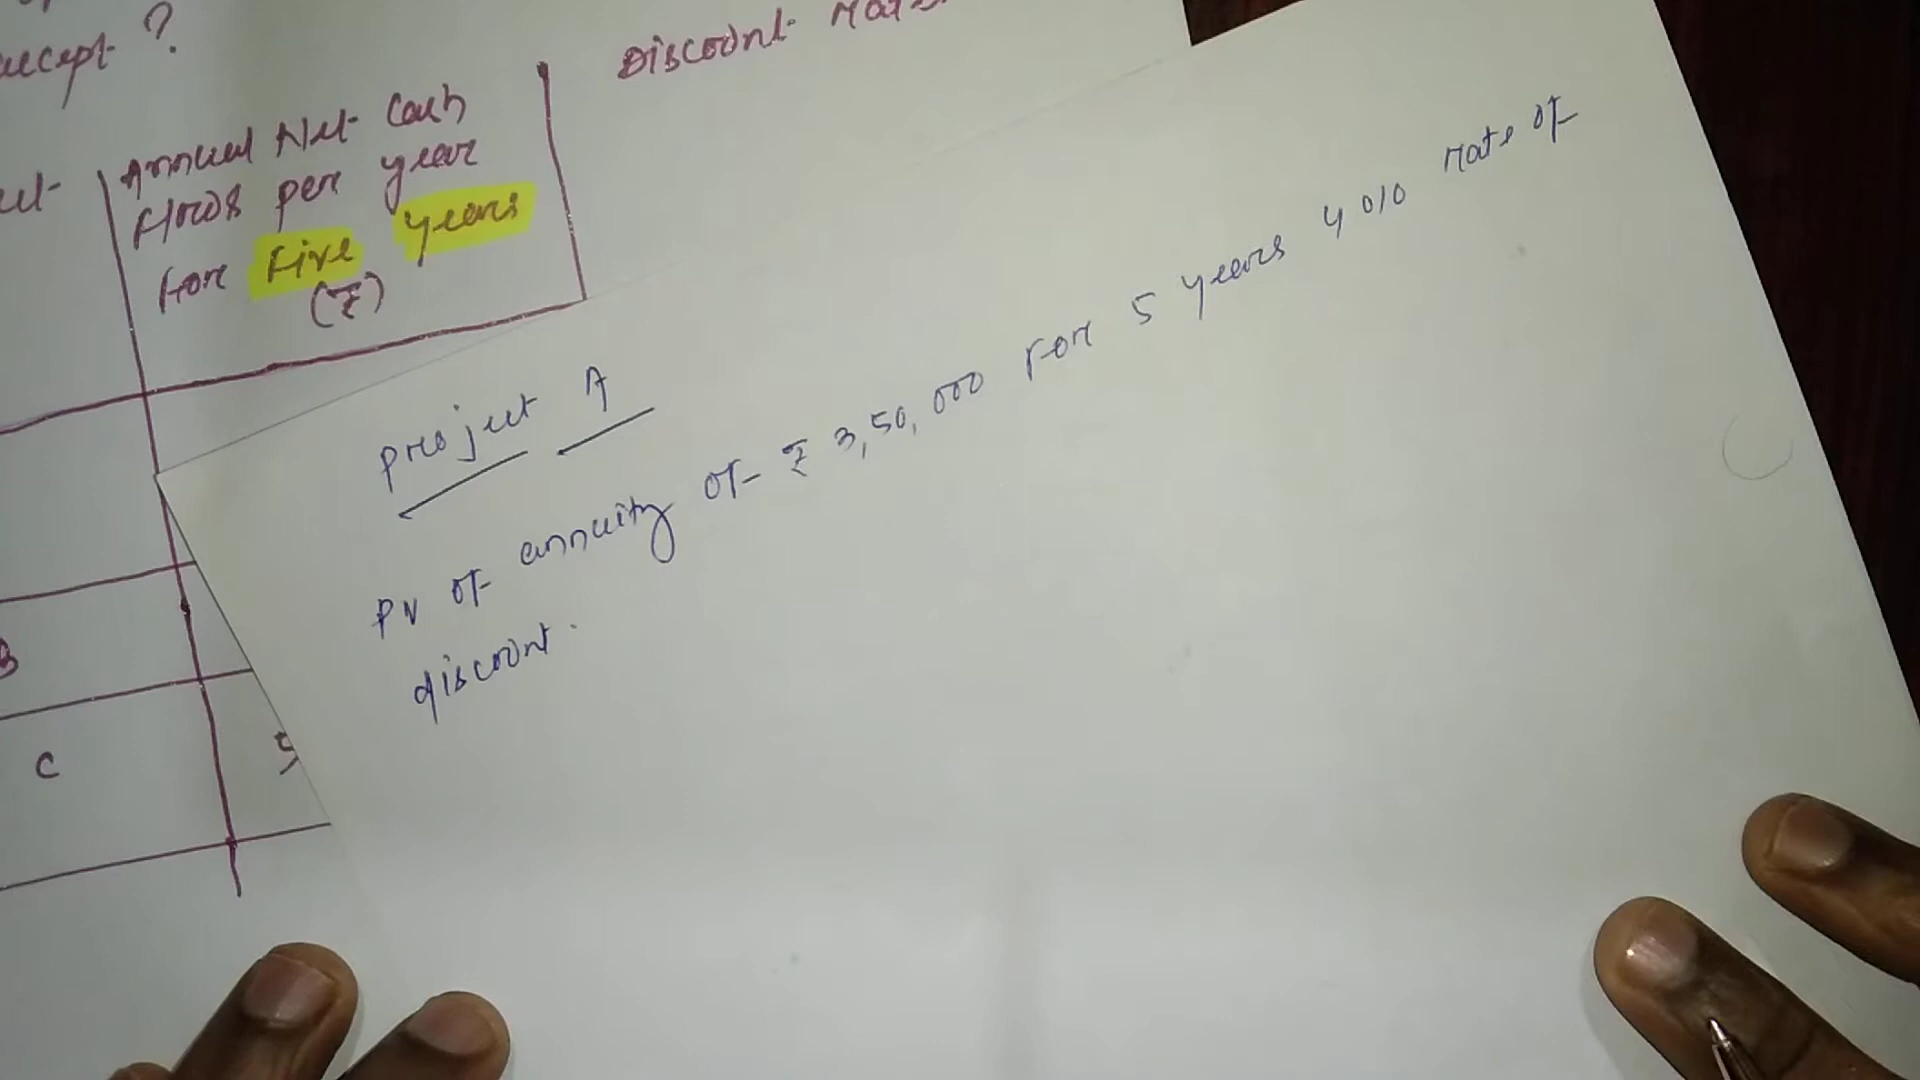 ?
Discount
Annual Net Cash
flows per year
for Five years
(₹)
project A
PV of annuity of ₹ 3,50,000 for 5 years 4 0/0 rate of
discount.
C
5